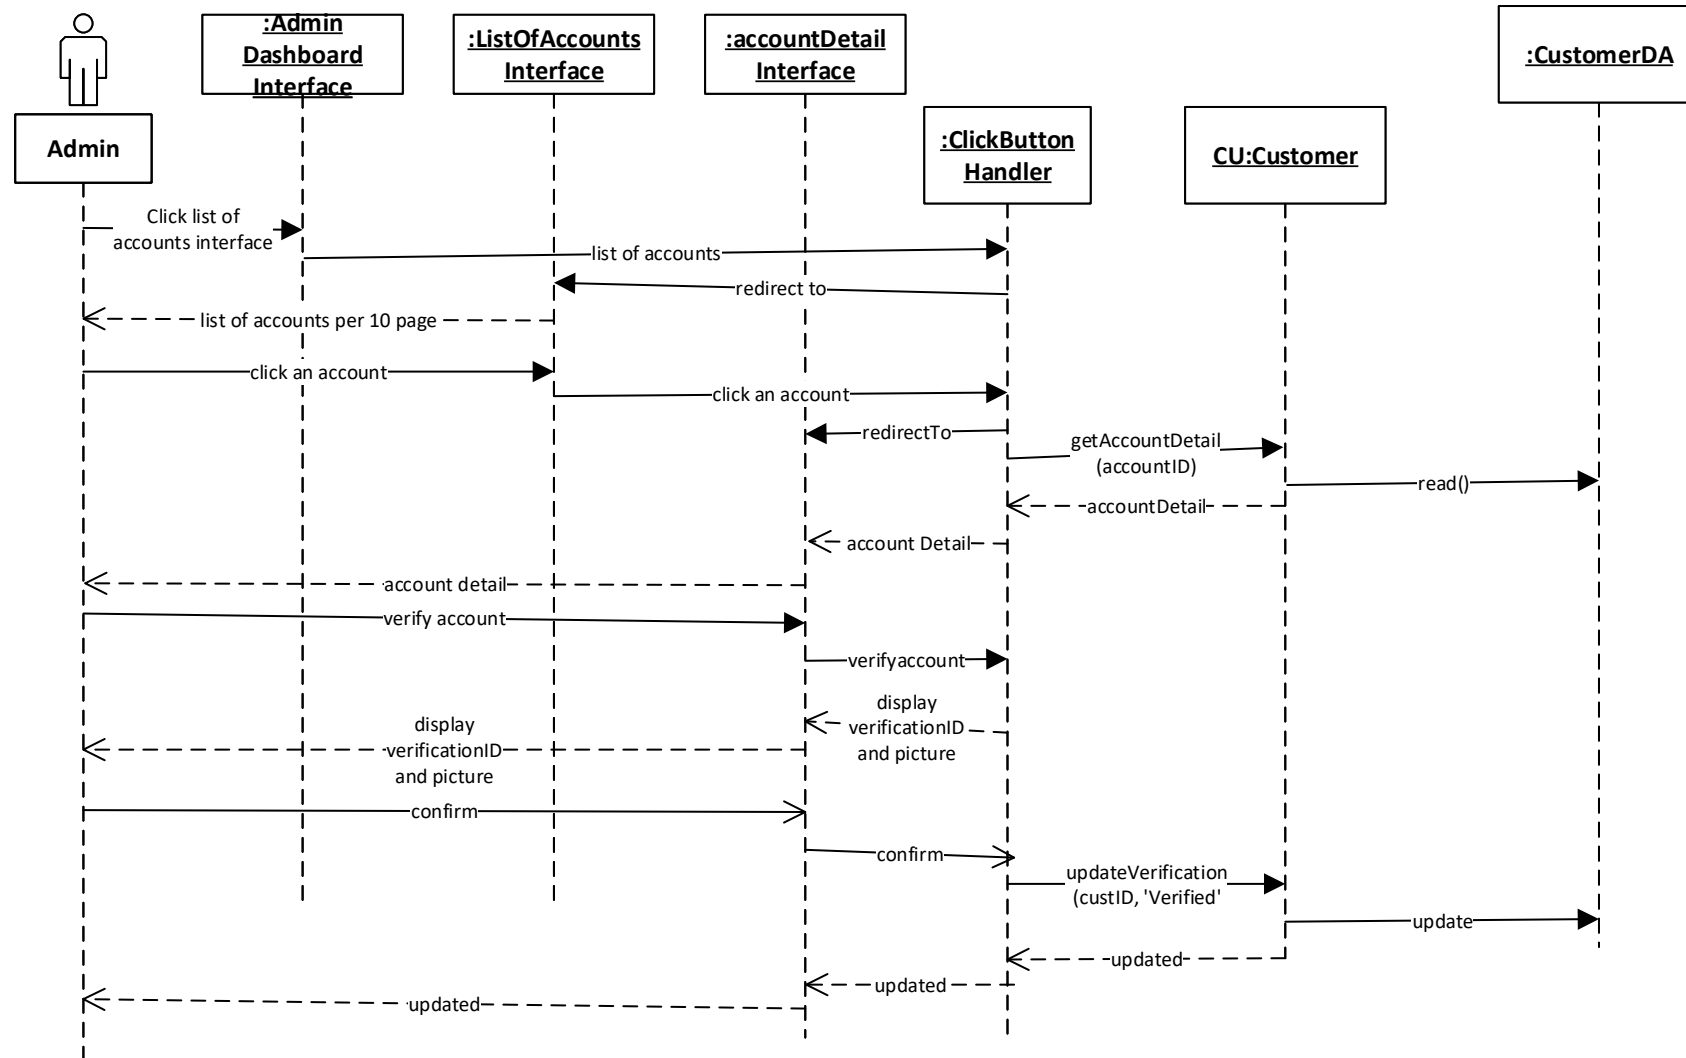 :Admin
Dashboard
Interface
:ListOfAccounts
Interface
:accountDetail
Interface
:CustomerDA
Admin
:ClickButton
Handler
CU:Customer
Click list of
accounts interface
list of accounts
redirect to
list of accounts per 10 page
click an account
click an account
redirectTo
getAccountDetail
(accountID)
read()
accountDetail
account Detail
account detail
verify account
verifyaccount
display
verificationID
and picture
display
verificationID
and picture
confirm
confirm
updateVerification
(custID, 'Verified'
update
updated
updated
updated